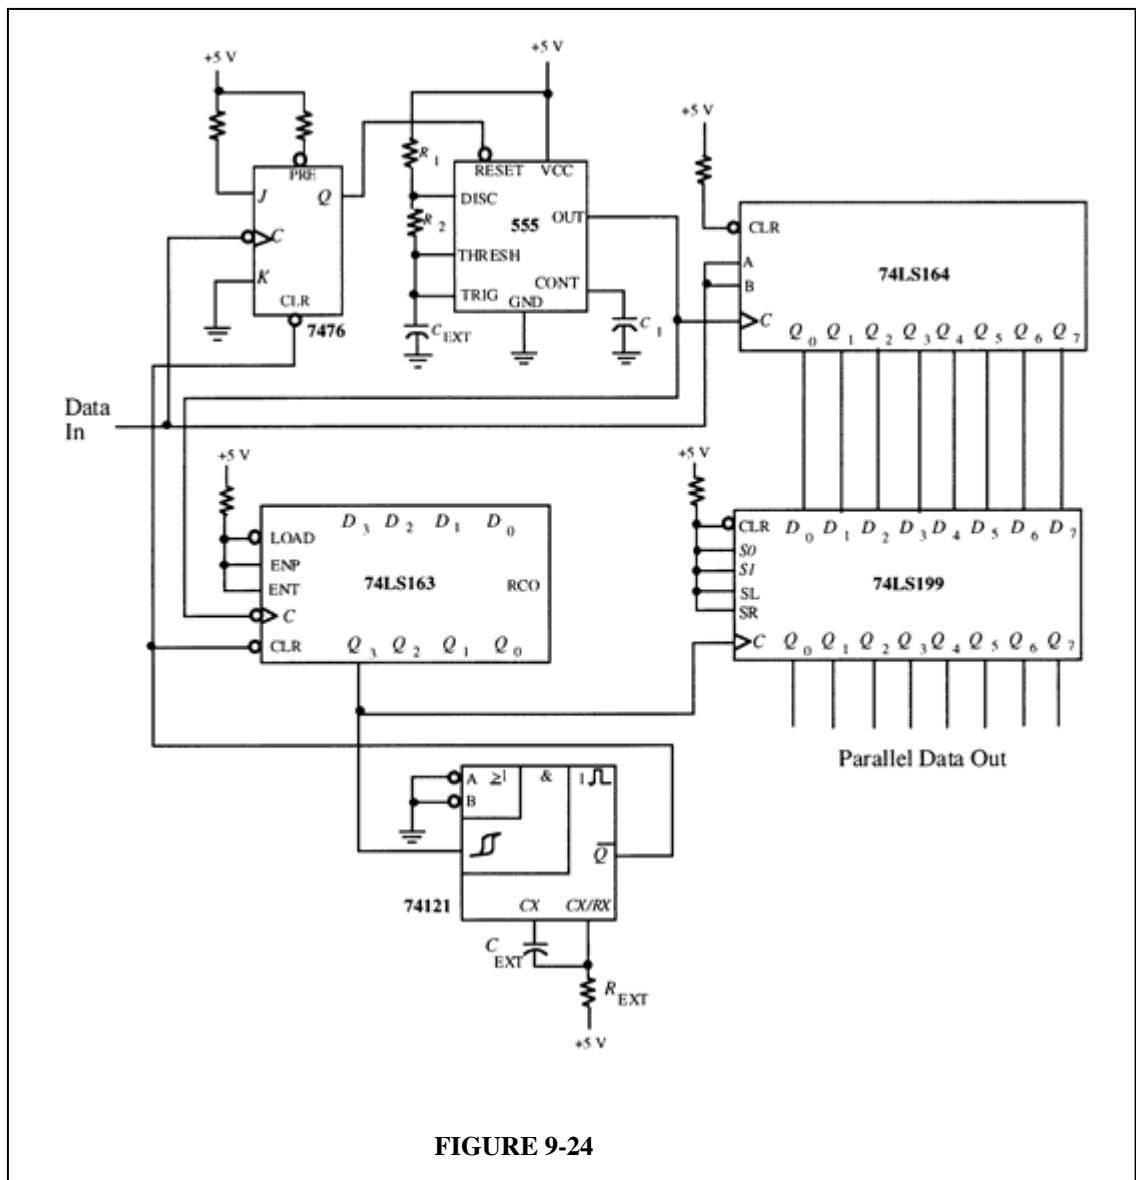 +5 V
+5 V
+5 V
PRE
J
Q
C
K
CLR
7476
R1
R2
RESET
VCC
DISC
555
OUT
THRESH
CONT
TRIG
GND
CEXT
C1
CLR
A
B
74LS164
C
Q0 Q1 Q2 Q3 Q4 Q5 Q6 Q7
Data
In
+5 V
+5 V
D3 D2 D1 D0
LOAD
ENP
ENT
74LS163
RCO
C
CLR
Q3 Q2 Q1 Q0
CLR
D0 D1 D2 D3 D4 D5 D6 D7
S0
S1
SL
SR
74LS199
C
Q0 Q1 Q2 Q3 Q4 Q5 Q6 Q7
Parallel Data Out
A
B
≥1
&
1
Q̅
74121
CX
CX/RX
CEXT
REXT
+5 V
FIGURE 9-24